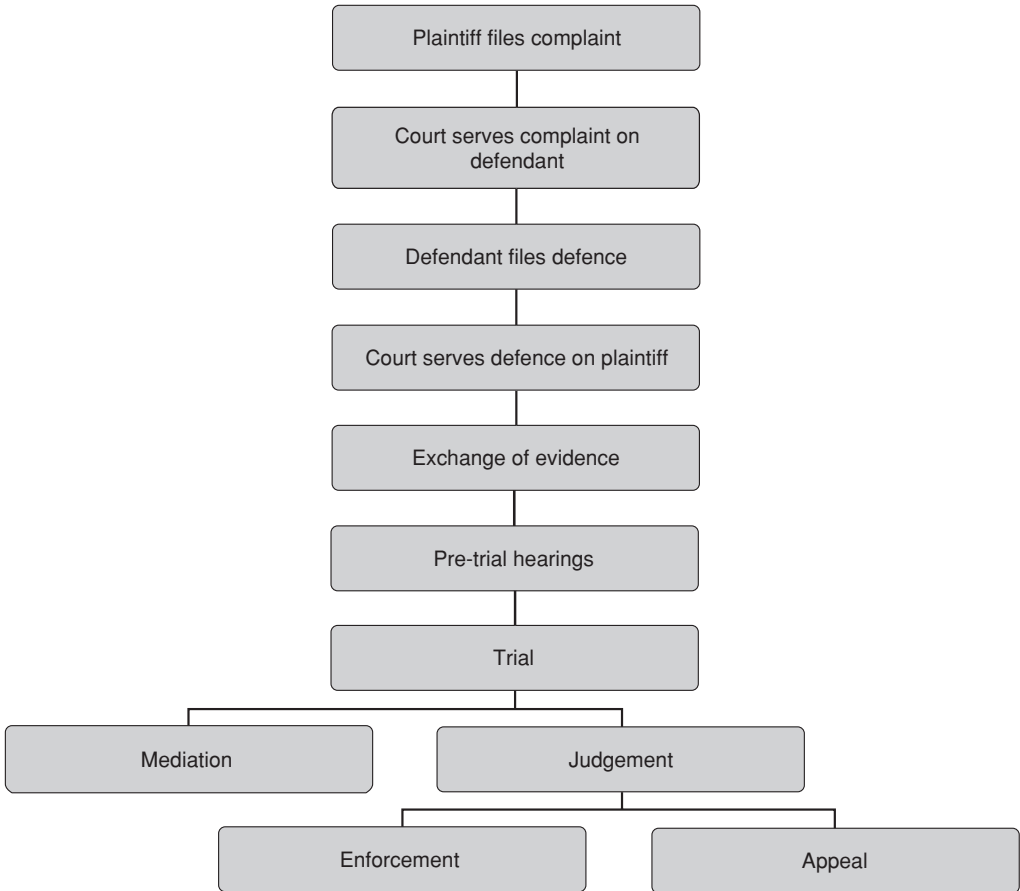 Plaintiff files complaint
Court serves complaint on
defendant
Defendant files defence
Court serves defence on plaintiff
Exchange of evidence
Pre-trial hearings
Trial
Mediation
Judgement
Enforcement
Appeal